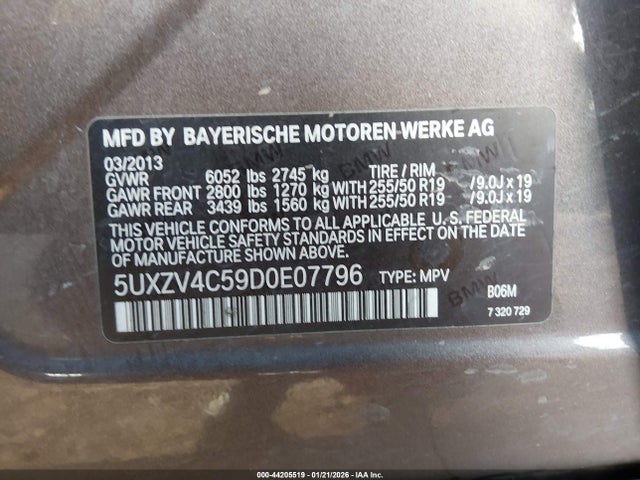 MFD BY BAYERISCHE MOTOREN WERKE AG
03/2013
GVWR 6052 lbs 2745 kg TIRE / RIM
GAWR FRONT 2800 lbs 1270 kg WITH 255/50 R19 /9.0J x 19
GAWR REAR 3439 lbs 1560 kg WITH 255/50 R19 /9.0J x 19
THIS VEHICLE CONFORMS TO ALL APPLICABLE U. S. FEDERAL
MOTOR VEHICLE SAFETY STANDARDS IN EFFECT ON THE DATE
OF MANUFACTURE SHOWN ABOVE.
5UXZV4C59D0E07796 TYPE: MPV
B06M
7 320 729
000-44205519 - 01/21/2026 - IAA Inc.